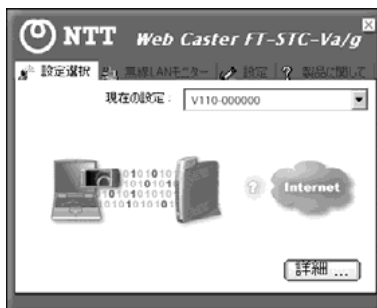 NTT Web Caster FT-STC-Va/g
設定選択 無線LANモニター 設定 ? 製品に関して
現在の設定: V110-000000
0101010
010101
1010101
01010101
? Internet
詳細 ...